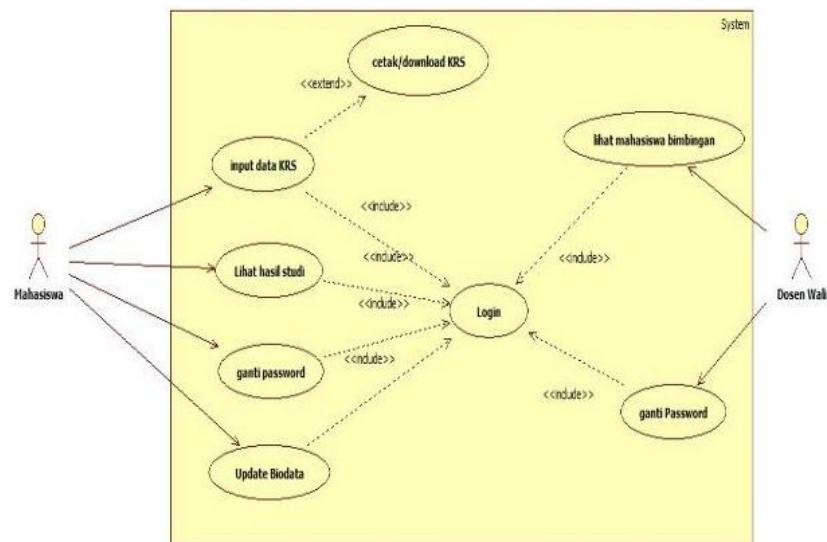 System
cetak/download KRS
<<extend>>
lihat mahasiswa bimbingan
input data KRS
<<include>>
<<include>>
<<include>>
Lihat hasil studi
Mahasiswa
<<include>>
Login
Dosen Wali
ganti password
<<include>>
<<include>>
ganti Password
Update Biodata